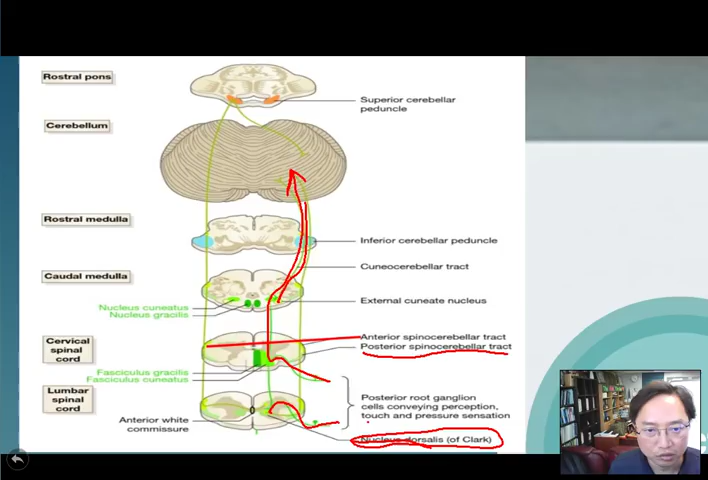 Rostral pons
Superior cerebellar
peduncle
Cerebellum
Rostral medulla
Inferior cerebellar peduncle
Cuneocerebellar tract
Caudal medulla
External cuneate nucleus
Nucleus cuneatus
Nucleus gracilis
Anterior spinocerebellar tract
Posterior spinocerebellar tract
Cervical
spinal
cord
Fasciculus gracilis
Fasciculus cuneatus
Lumbar
spinal
cord
Posterior root ganglion
cells conveying perception,
touch and pressure sensation
Anterior white
commissure
Nucleus dorsalis (of Clark)